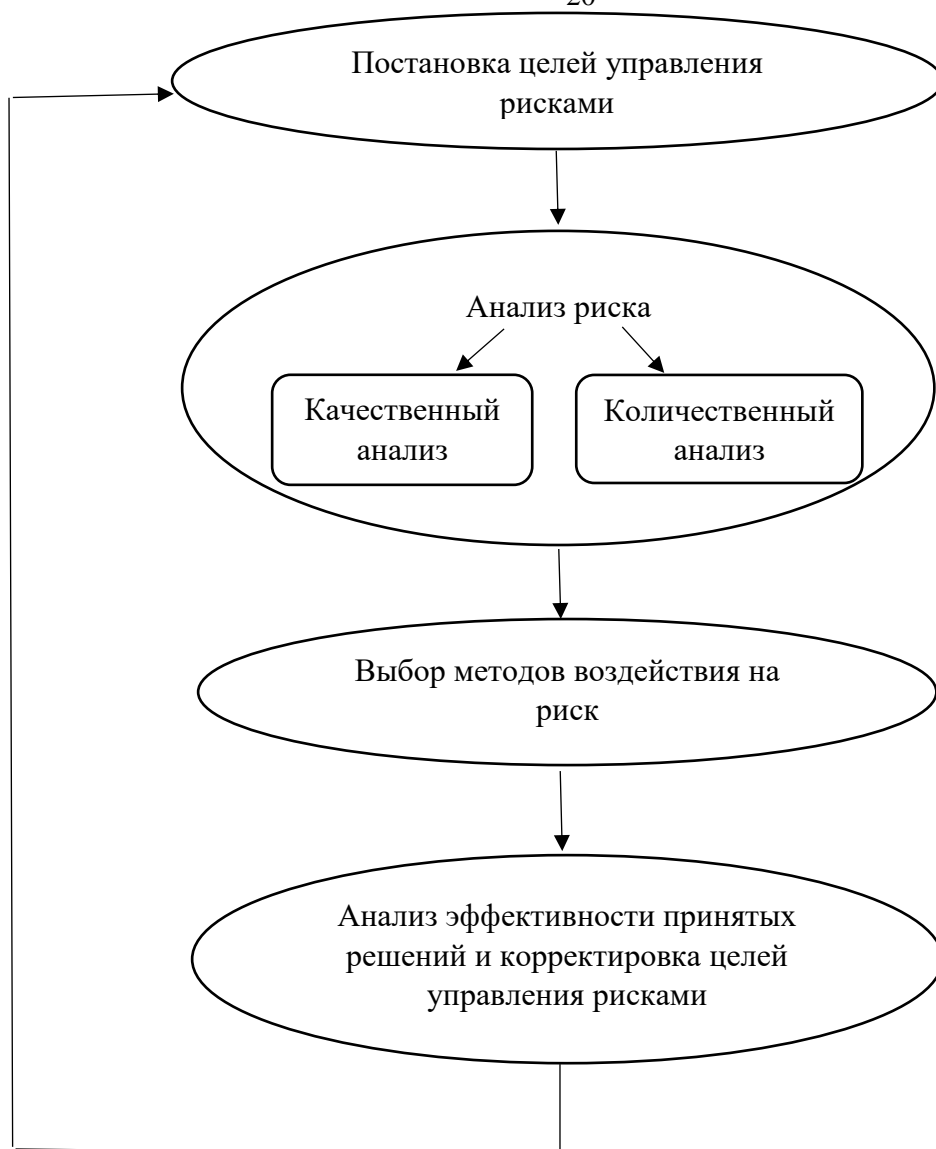 20
Постановка целей управления
рисками
Анализ риска
Качественный
анализ
Количественный
анализ
Выбор методов воздействия на
риск
Анализ эффективности принятых
решений и корректировка целей
управления рисками